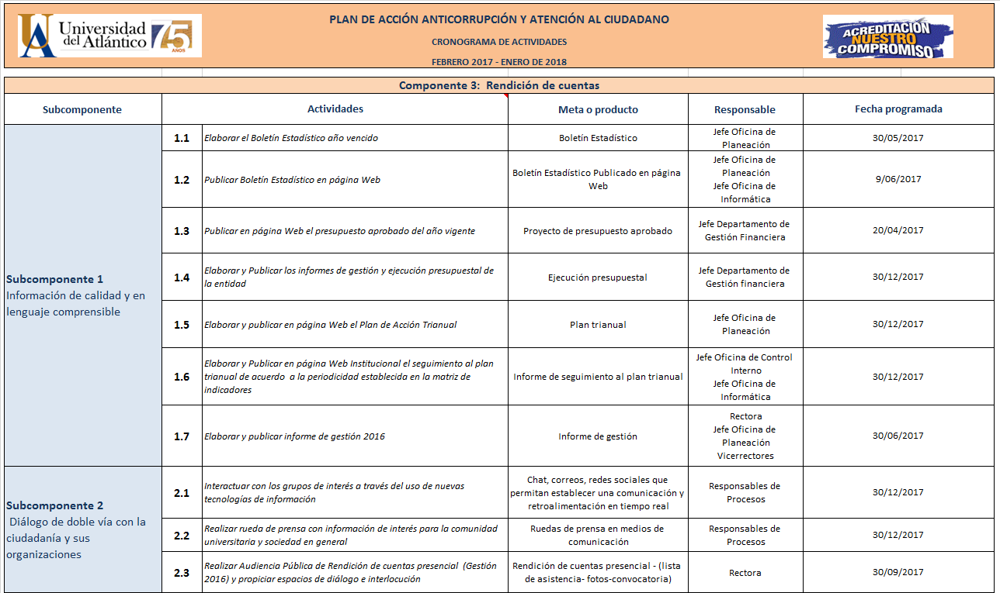 Universidad
del Atlántico
75
AÑOS
PLAN DE ACCIÓN ANTICORRUPCIÓN Y ATENCIÓN AL CIUDADANO
CRONOGRAMA DE ACTIVIDADES
FEBRERO 2017 - ENERO DE 2018
ACREDITACIÓN
NUESTRO
COMPROMISO
Componente 3: Rendición de cuentas
Subcomponente
Actividades
Meta o producto
Responsable
Fecha programada
Subcomponente 1
Información de calidad y en
lenguaje comprensible
1.1
Elaborar el Boletín Estadístico año vencido
Boletín Estadístico
Jefe Oficina de
Planeación
30/05/2017
1.2
Publicar Boletín Estadístico en página Web
Boletín Estadístico Publicado en página
Web
Jefe Oficina de
Planeación
Jefe Oficina de
Informática
9/06/2017
1.3
Publicar en página Web el presupuesto aprobado del año vigente
Proyecto de presupuesto aprobado
Jefe Departamento de
Gestión Financiera
20/04/2017
1.4
Elaborar y Publicar los informes de gestión y ejecución presupuestal de
la entidad
Ejecución presupuestal
Jefe Departamento de
Gestión financiera
30/12/2017
1.5
Elaborar y publicar en página Web el Plan de Acción Trianual
Plan trianual
Jefe Oficina de
Planeación
30/12/2017
1.6
Elaborar y Publicar en página Web Institucional el seguimiento al plan
trianual de acuerdo a la periodicidad establecida en la matriz de
indicadores
Informe de seguimiento al plan trianual
Jefe Oficina de Control
Interno
Jefe Oficina de
Informática
30/12/2017
1.7
Elaborar y publicar informe de gestión 2016
Informe de gestión
Rectora
Jefe Oficina de
Planeación
Vicerrectores
30/06/2017
Subcomponente 2
Diálogo de doble vía con la
ciudadanía y sus
organizaciones
2.1
Interactuar con los grupos de interés a través del uso de nuevas
tecnologías de información
Chat, correos, redes sociales que
permitan establecer una comunicación y
retroalimentación en tiempo real
Responsables de
Procesos
30/12/2017
2.2
Realizar rueda de prensa con información de interés para la comunidad
universitaria y sociedad en general
Ruedas de prensa en medios de
comunicación
Responsables de
Procesos
30/12/2017
2.3
Realizar Audiencia Pública de Rendición de cuentas presencial (Gestión
2016) y propiciar espacios de diálogo e interlocución
Rendición de cuentas presencial - (lista
de asistencia- fotos-convocatoria)
Rectora
30/09/2017